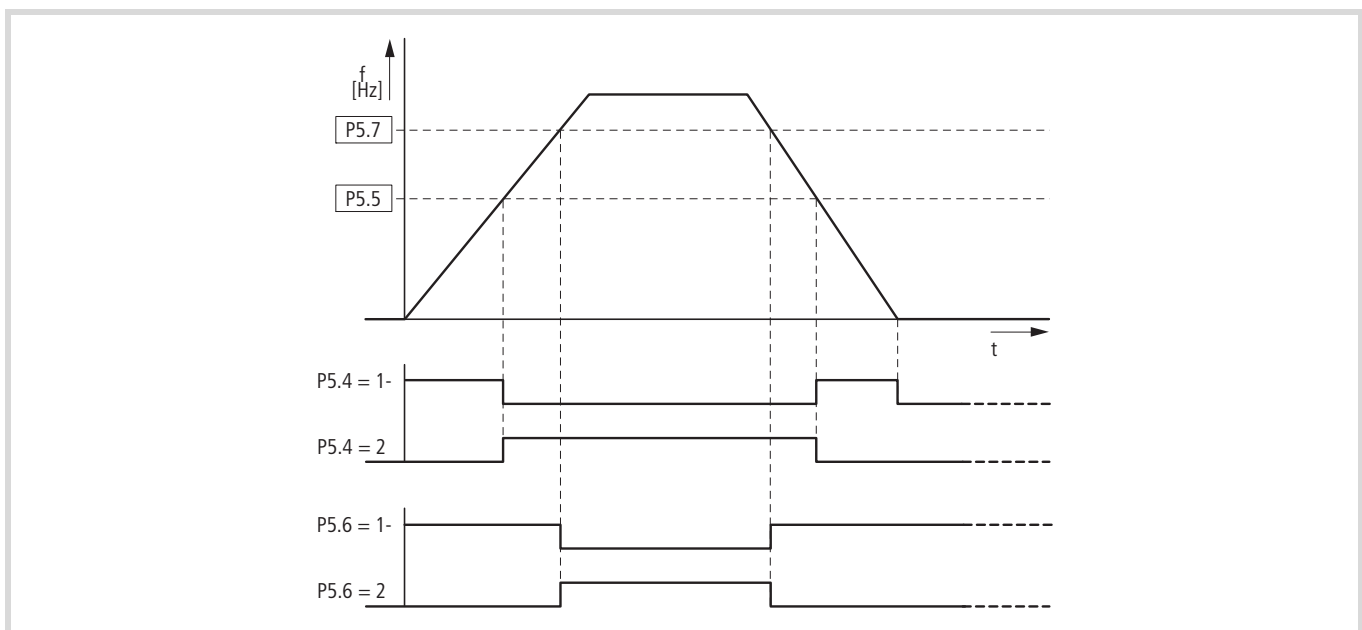 f
[Hz]
P5.7
P5.5
t
P5.4 = 1-
P5.4 = 2
P5.6 = 1-
P5.6 = 2